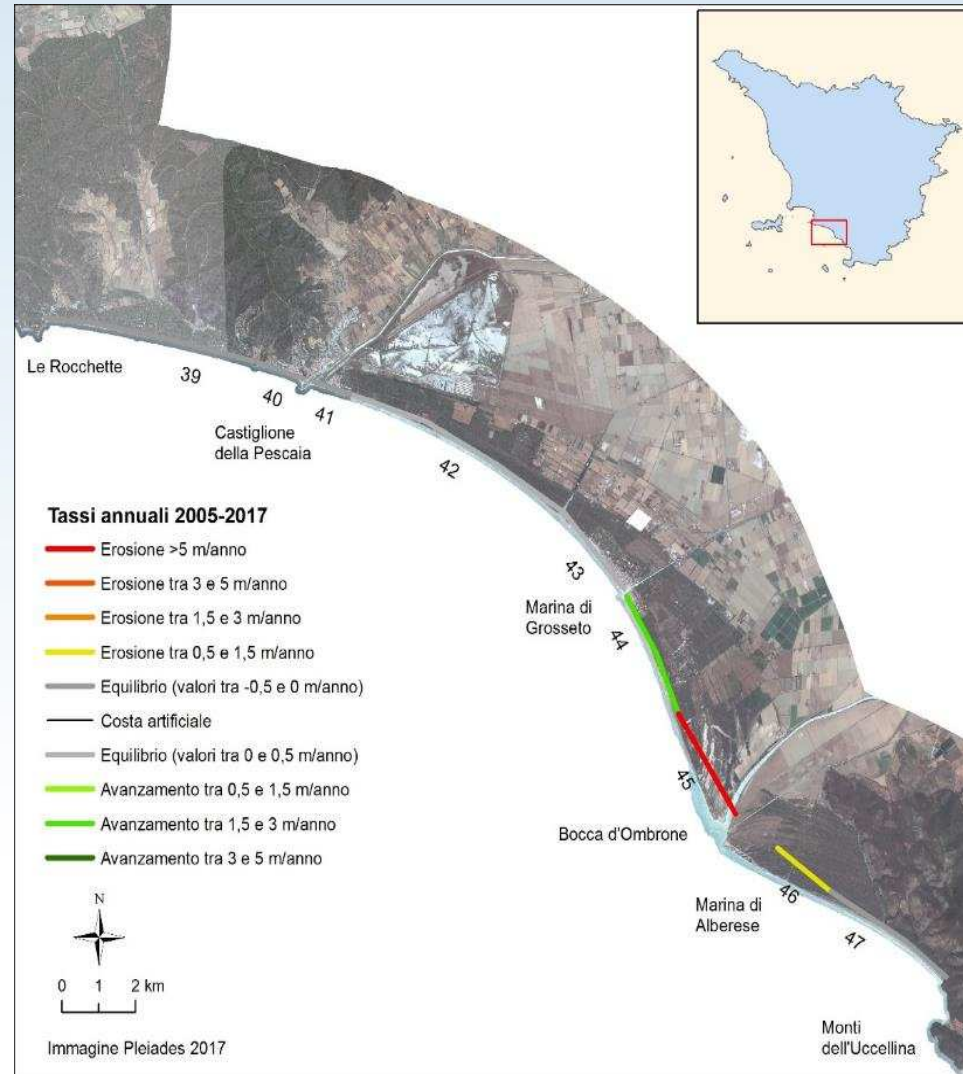 Le Rocchette
39
40
41
Castiglione
della Pescaia
42
Tassi annuali 2005-2017
Erosione >5 m/anno
Erosione tra 3 e 5 m/anno
Erosione tra 1,5 e 3 m/anno
Erosione tra 0,5 e 1,5 m/anno
Equilibrio (valori tra -0,5 e 0 m/anno)
Costa artificiale
Equilibrio (valori tra 0 e 0,5 m/anno)
Avanzamento tra 0,5 e 1,5 m/anno
Avanzamento tra 1,5 e 3 m/anno
Avanzamento tra 3 e 5 m/anno
43
Marina di
Grosseto
44
45
Bocca d'Ombrone
46
Marina di
Alberese
47
Monti
dell'Uccellina
N
0 1 2 km
Immagine Pleiades 2017